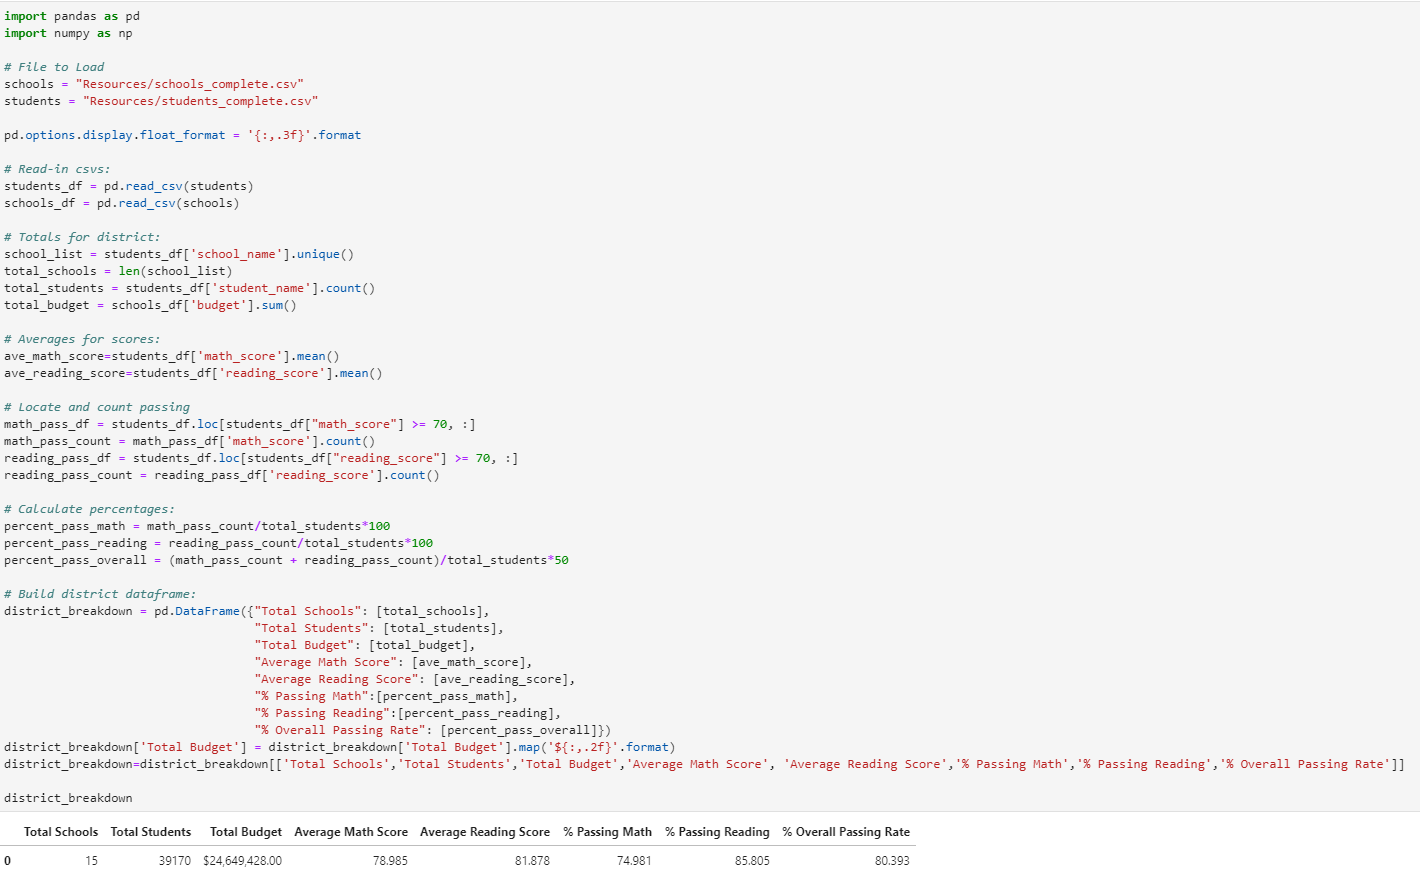 import pandas as pd
import numpy as np
# File to Load
schools = "Resources/schools_complete.csv"
students = "Resources/students_complete.csv"
pd.options.display.float_format = '{:,.3f}'.format
# Read-in csvs:
students_df = pd.read_csv(students)
schools_df = pd.read_csv(schools)
# Totals for district:
school_list = students_df['school_name'].unique()
total_schools = len(school_list)
total_students = students_df['student_name'].count()
total_budget = schools_df['budget'].sum()
# Averages for scores:
ave_math_score=students_df['math_score'].mean()
ave_reading_score=students_df['reading_score'].mean()
# Locate and count passing
math_pass_df = students_df.loc[students_df["math_score"] >= 70, :]
math_pass_count = math_pass_df['math_score'].count()
reading_pass_df = students_df.loc[students_df["reading_score"] >= 70, :]
reading_pass_count = reading_pass_df['reading_score'].count()
# Calculate percentages:
percent_pass_math = math_pass_count/total_students*100
percent_pass_reading = reading_pass_count/total_students*100
percent_pass_overall = (math_pass_count + reading_pass_count)/total_students*50
# Build district dataframe:
district_breakdown = pd.DataFrame({"Total Schools": [total_schools],
"Total Students": [total_students],
"Total Budget": [total_budget],
"Average Math Score": [ave_math_score],
"Average Reading Score": [ave_reading_score],
"% Passing Math":[percent_pass_math],
"% Passing Reading":[percent_pass_reading],
"% Overall Passing Rate": [percent_pass_overall]})
district_breakdown['Total Budget'] = district_breakdown['Total Budget'].map('${:,.2f}'.format)
district_breakdown=district_breakdown[['Total Schools','Total Students','Total Budget','Average Math Score', 'Average Reading Score','% Passing Math','% Passing Reading','% Overall Passing Rate']]
district_breakdown
Total Schools Total Students Total Budget Average Math Score Average Reading Score % Passing Math % Passing Reading % Overall Passing Rate
0 15 39170 $24,649,428.00 78.985 81.878 74.981 85.805 80.393